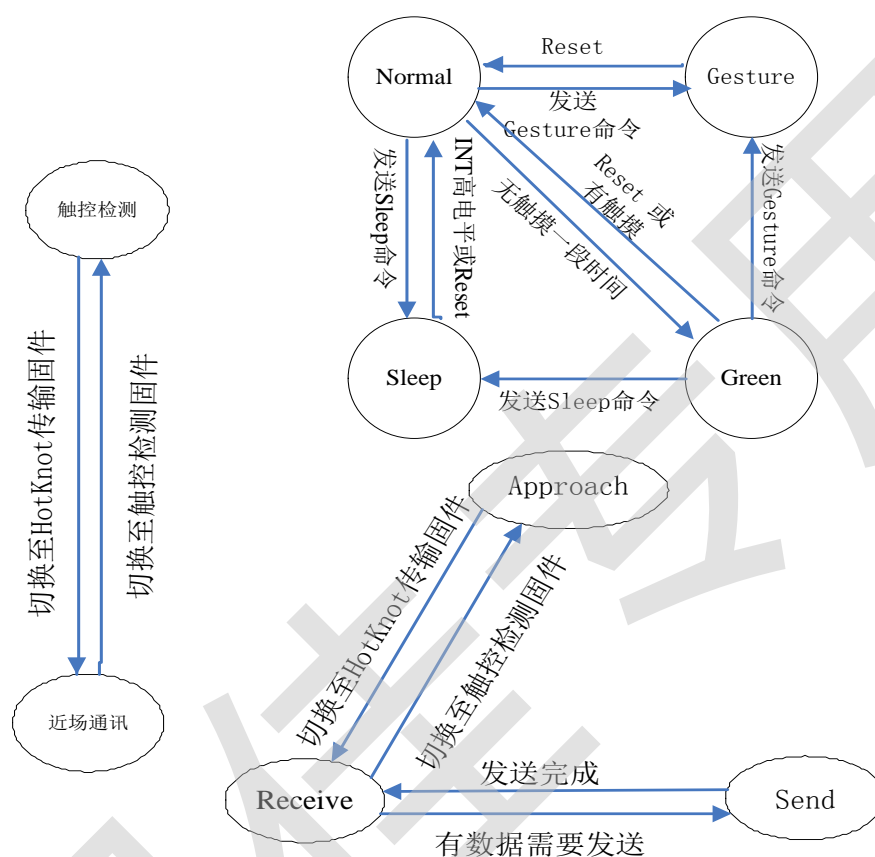 Reset
Normal
Gesture
发送
Gesture命令
发送Sleep命令
INT高电平或Reset
Reset 或
有触摸
无触摸一段时间
发送Gesture命令
触控检测
Sleep
Green
发送Sleep命令
切换至HotKnot传输固件
切换至触控检测固件
Approach
切换至HotKnot传输固件
切换至触控检测固件
近场通讯
Receive
发送完成
Send
有数据需要发送